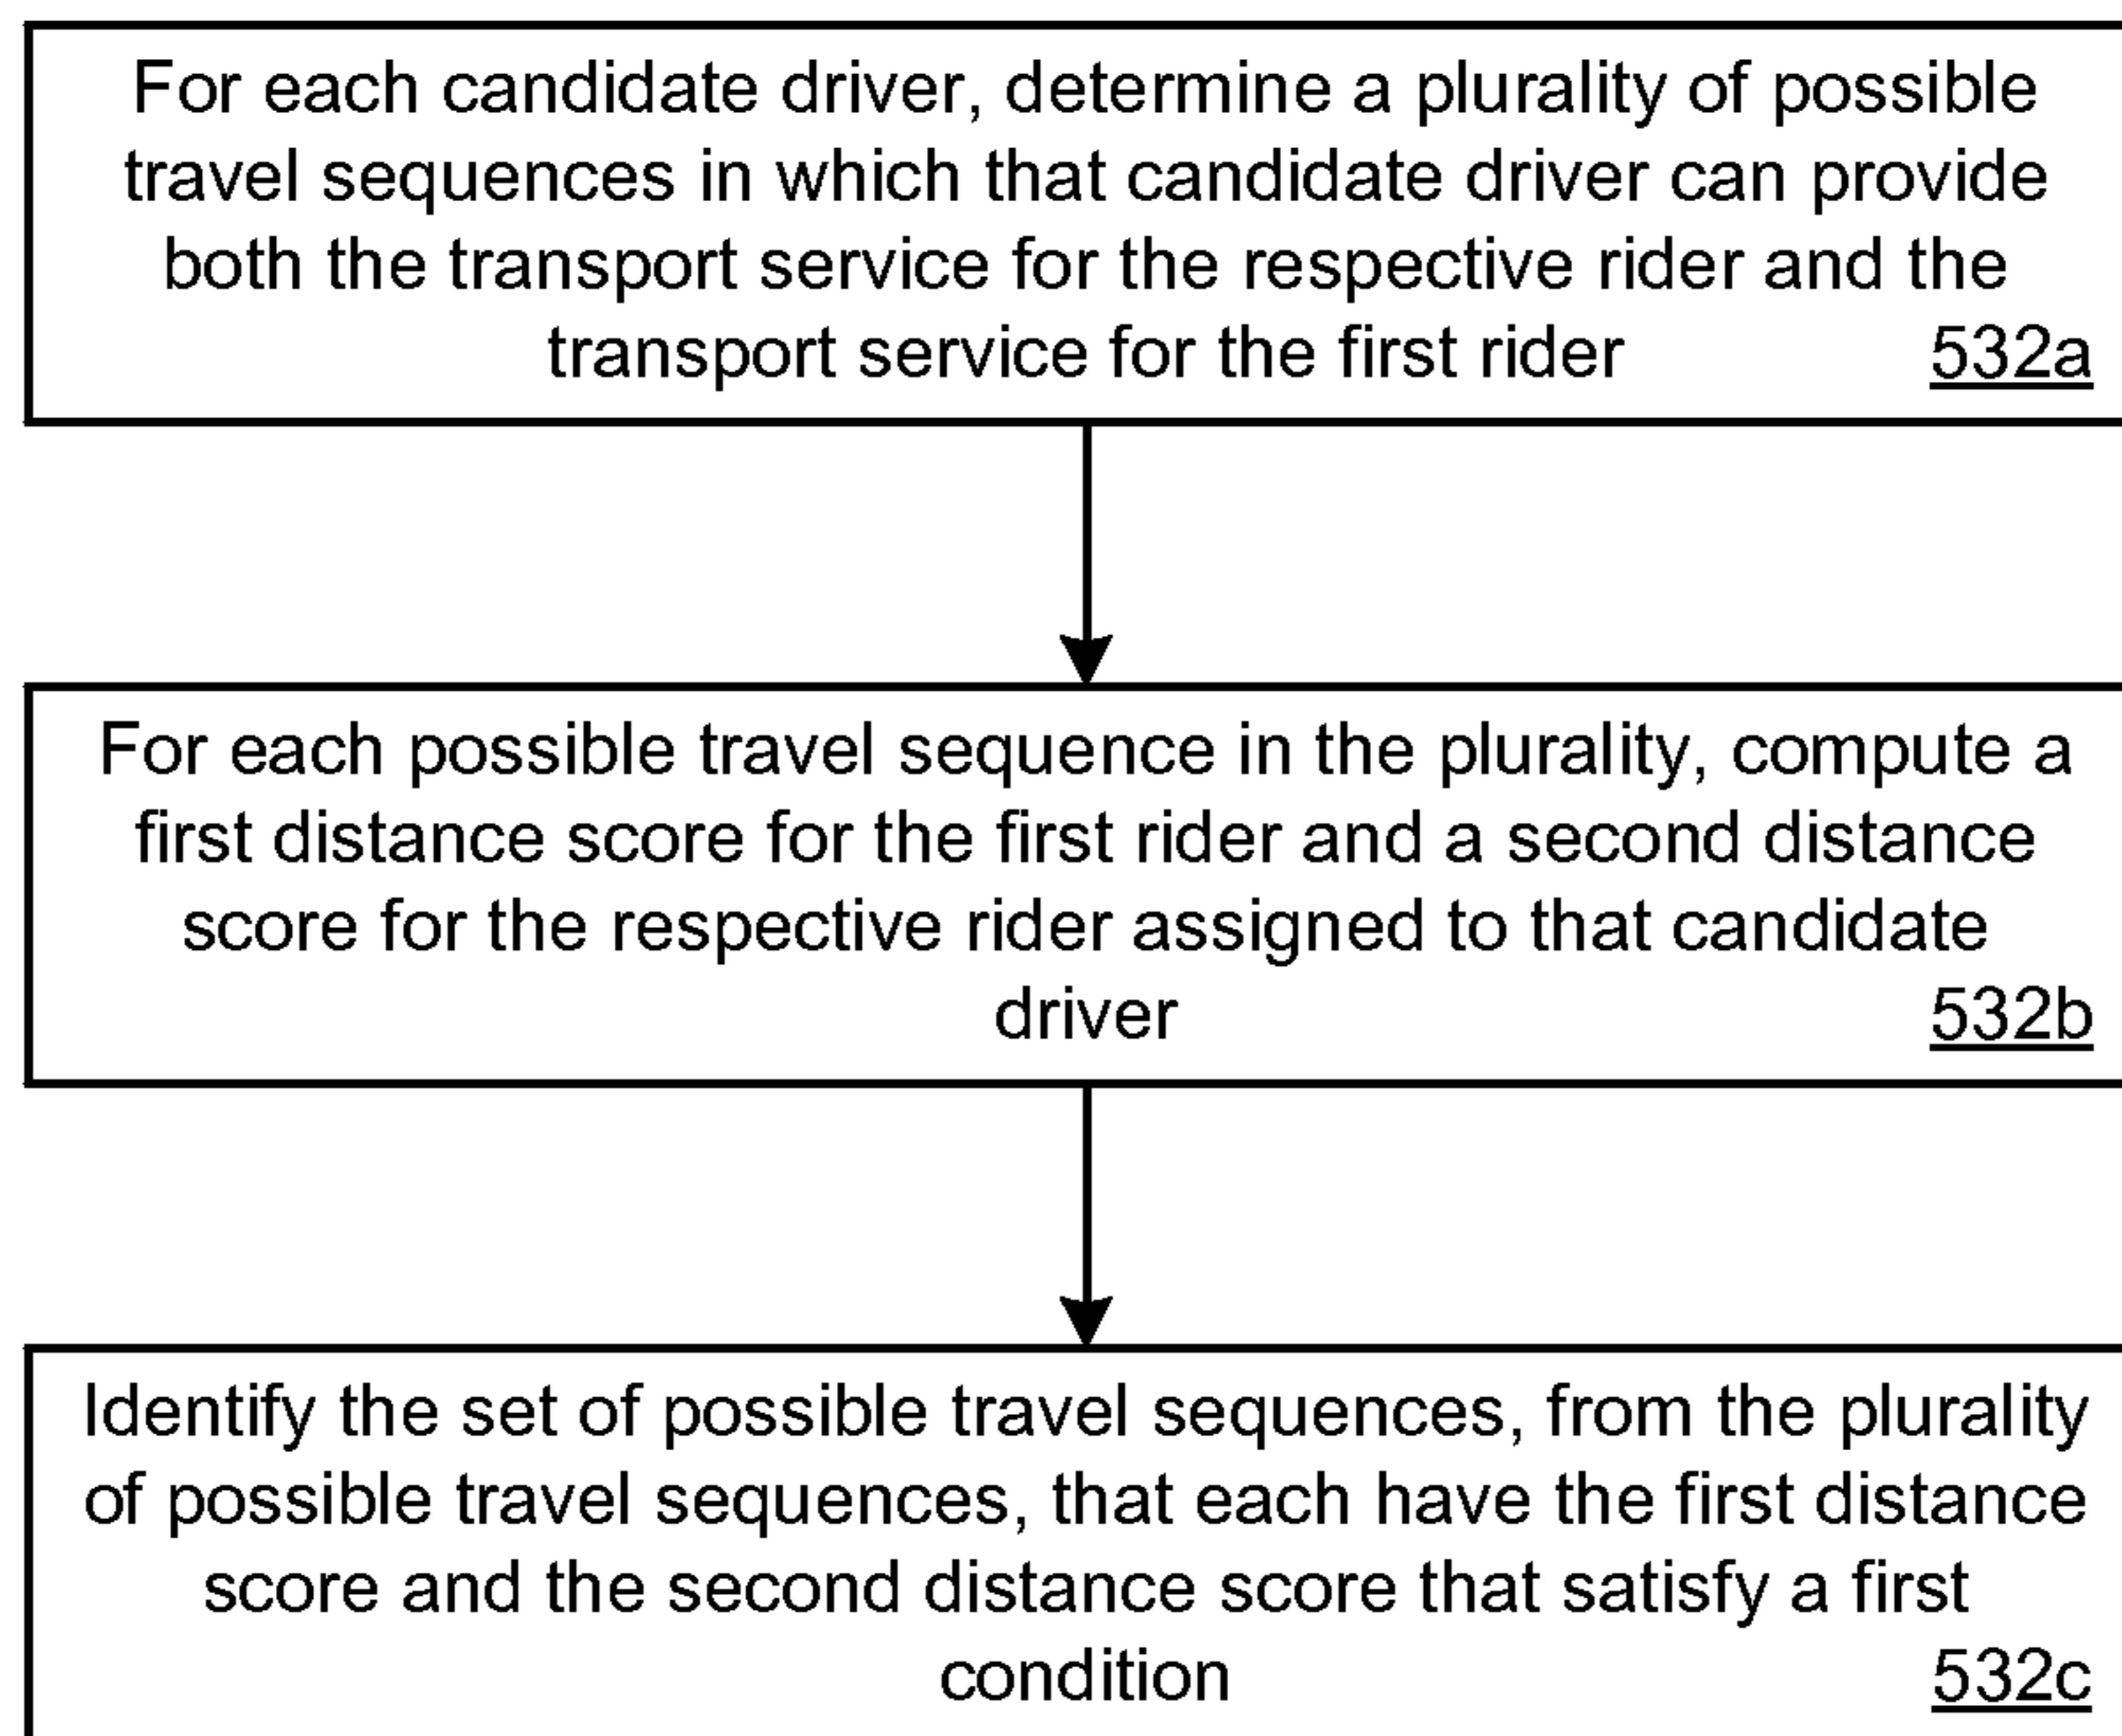 For each candidate driver, determine a plurality of possible
travel sequences in which that candidate driver can provide
both the transport service for the respective rider and the
transport service for the first rider 532a
For each possible travel sequence in the plurality, compute a
first distance score for the first rider and a second distance
score for the respective rider assigned to that candidate
driver 532b
Identify the set of possible travel sequences, from the plurality
of possible travel sequences, that each have the first distance
score and the second distance score that satisfy a first
condition 532c